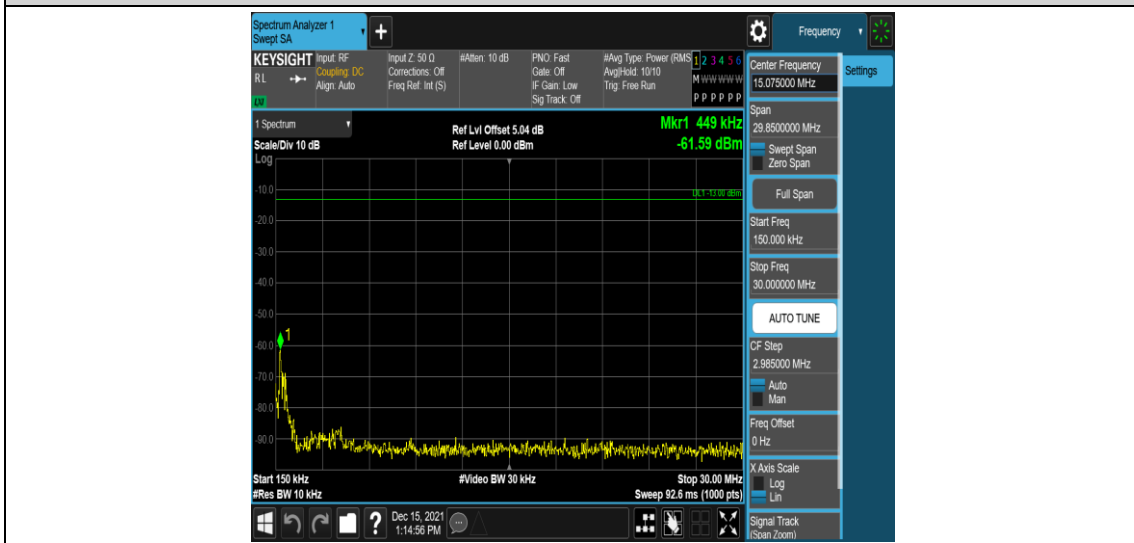 Spectrum Analyzer 1
Swept SA
+
Frequency
KEYSIGHT
RL
LXI
Input: RF
Coupling: DC
Align: Auto
Input Z: 50 Ω
Corrections: Off
Freq Ref: Int (S)
#Atten: 10 dB
PNO: Fast
Gate: Off
IF Gain: Low
Sig Track: Off
#Avg Type: Power (RMS
Avg|Hold: 10/10
Trig: Free Run
1 2 3 4 5 6
M W W W W W
P P P P P P
Center Frequency
15.075000 MHz
Settings
1 Spectrum
Scale/Div 10 dB
Log
Ref Lvl Offset 5.04 dB
Ref Level 0.00 dBm
Mkr1 449 kHz
-61.59 dBm
DL1 -13.00 dBm
-10.0
-20.0
-30.0
-40.0
-50.0
-60.0
-70.0
-80.0
-90.0
1
Start 150 kHz
#Res BW 10 kHz
#Video BW 30 kHz
Stop 30.00 MHz
Sweep 92.6 ms (1000 pts)
Span
29.8500000 MHz
Swept Span
Zero Span
Full Span
Start Freq
150.000 kHz
Stop Freq
30.000000 MHz
AUTO TUNE
CF Step
2.985000 MHz
Auto
Man
Freq Offset
0 Hz
X Axis Scale
Log
Lin
Signal Track
(Span Zoom)
?
Dec 15, 2021
1:14:56 PM